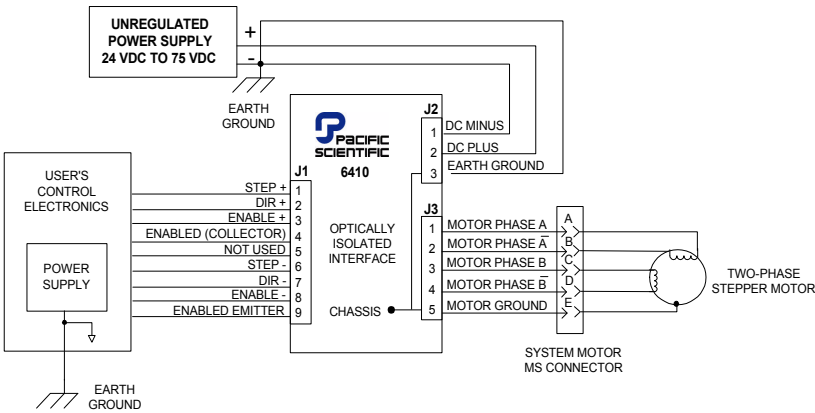 UNREGULATED
POWER SUPPLY
24 VDC TO 75 VDC
+
-
EARTH
GROUND
J2
1 DC MINUS
2 DC PLUS
3 EARTH GROUND
PACIFIC
SCIENTIFIC
6410
USER'S
CONTROL
ELECTRONICS
POWER
SUPPLY
J1
STEP + 1
DIR + 2
ENABLE + 3
ENABLED (COLLECTOR) 4
NOT USED 5
STEP - 6
DIR - 7
ENABLE - 8
ENABLED EMITTER 9
OPTICALLY
ISOLATED
INTERFACE
CHASSIS
J3
1 MOTOR PHASE A A
2 MOTOR PHASE A̅ B
3 MOTOR PHASE B C
4 MOTOR PHASE B̅ D
5 MOTOR GROUND E
TWO-PHASE
STEPPER MOTOR
SYSTEM MOTOR
MS CONNECTOR
EARTH
GROUND